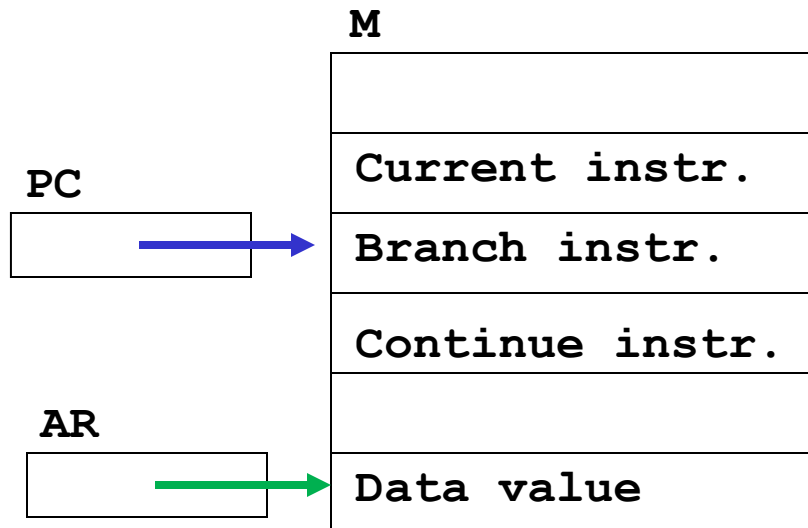 M
Current instr.
PC
Branch instr.
Continue instr.
AR
Data value